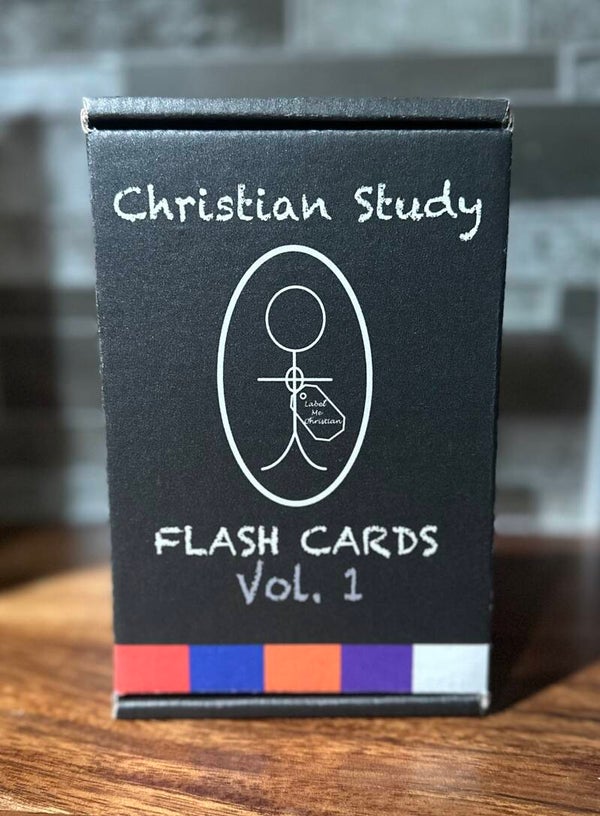 Christian Study
Label
Me
Christian
FLASH CARDS
Vol. 1